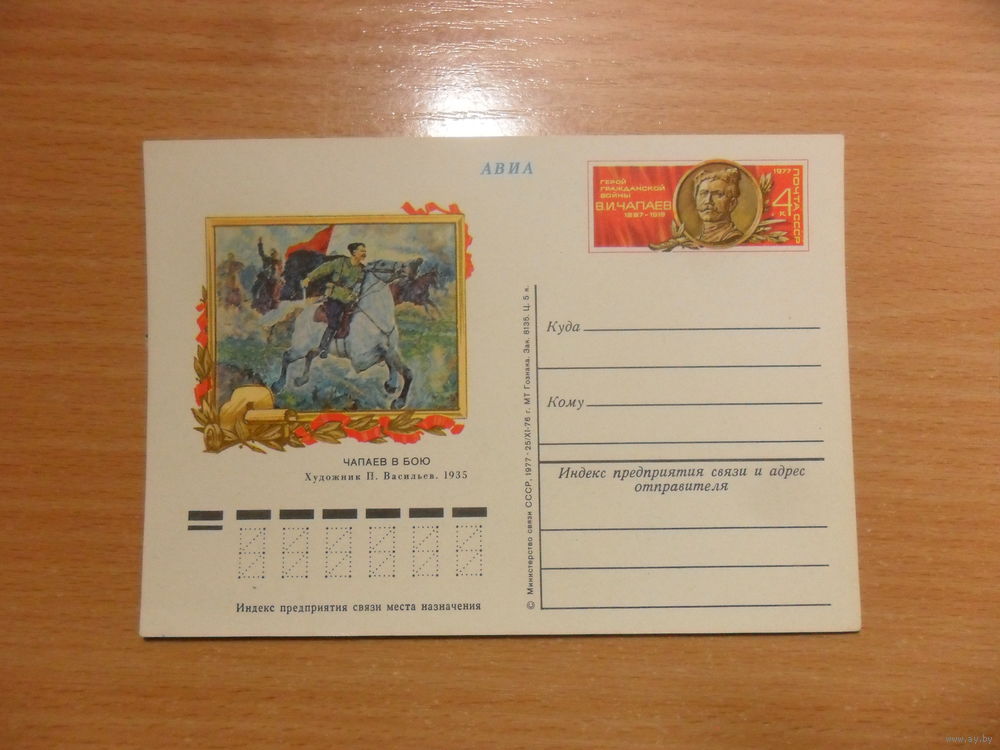 АВИА
ГЕРОЙ
ГРАЖДАНСКОЙ
ВОЙНЫ
В.И.ЧАПАЕВ
1887-1919
1977
4
К
ПОЧТА СССР
ЧАПАЕВ В БОЮ
Художник П. Васильев. 1935
Индекс предприятия связи места назначения
© Министерство связи СССР, 1977 - 25/XI-76 г. МТ Гознака. Зак. 8135. Ц. 5 к.
Куда
Кому
Индекс предприятия связи и адрес
отправителя
www.ay.by